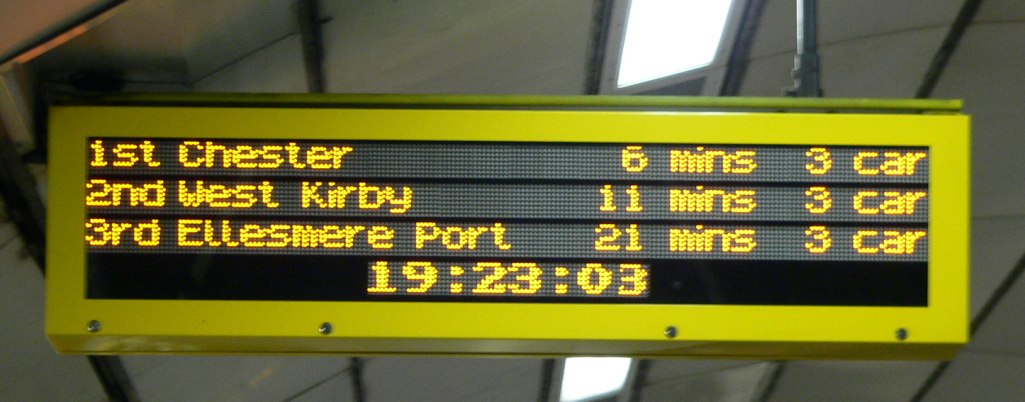 1st Chester 6 mins 3 car
2nd West Kirby 11 mins 3 car
3rd Ellesmere Port 21 mins 3 car
19:23:03